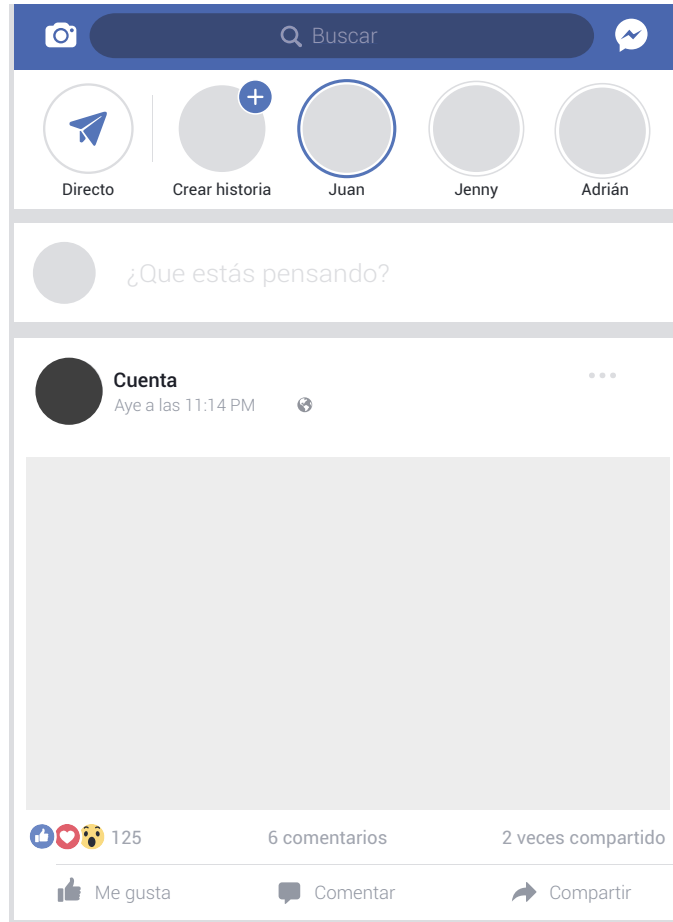 Buscar
Directo
Crear historia
Juan
Jenny
Adrián
¿Que estás pensando?
Cuenta
Aye a las 11:14 PM
125
6 comentarios
2 veces compartido
Me gusta
Comentar
Compartir